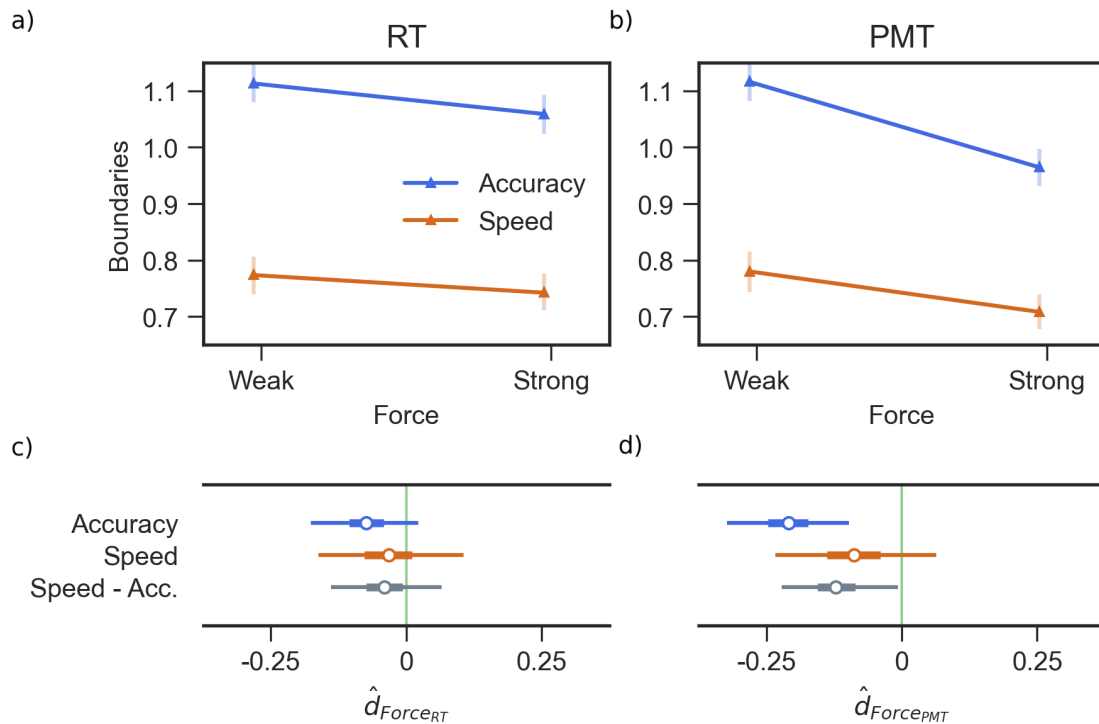 a)
RT
Boundaries
1.1
1.0
0.9
0.8
0.7
Accuracy
Speed
Weak
Strong
Force
b)
PMT
1.1
1.0
0.9
0.8
0.7
Weak
Strong
Force
c)
Accuracy
Speed
Speed - Acc.
-0.25
0
0.25
d̂ForceRT
d)
-0.25
0
0.25
d̂ForcePMT